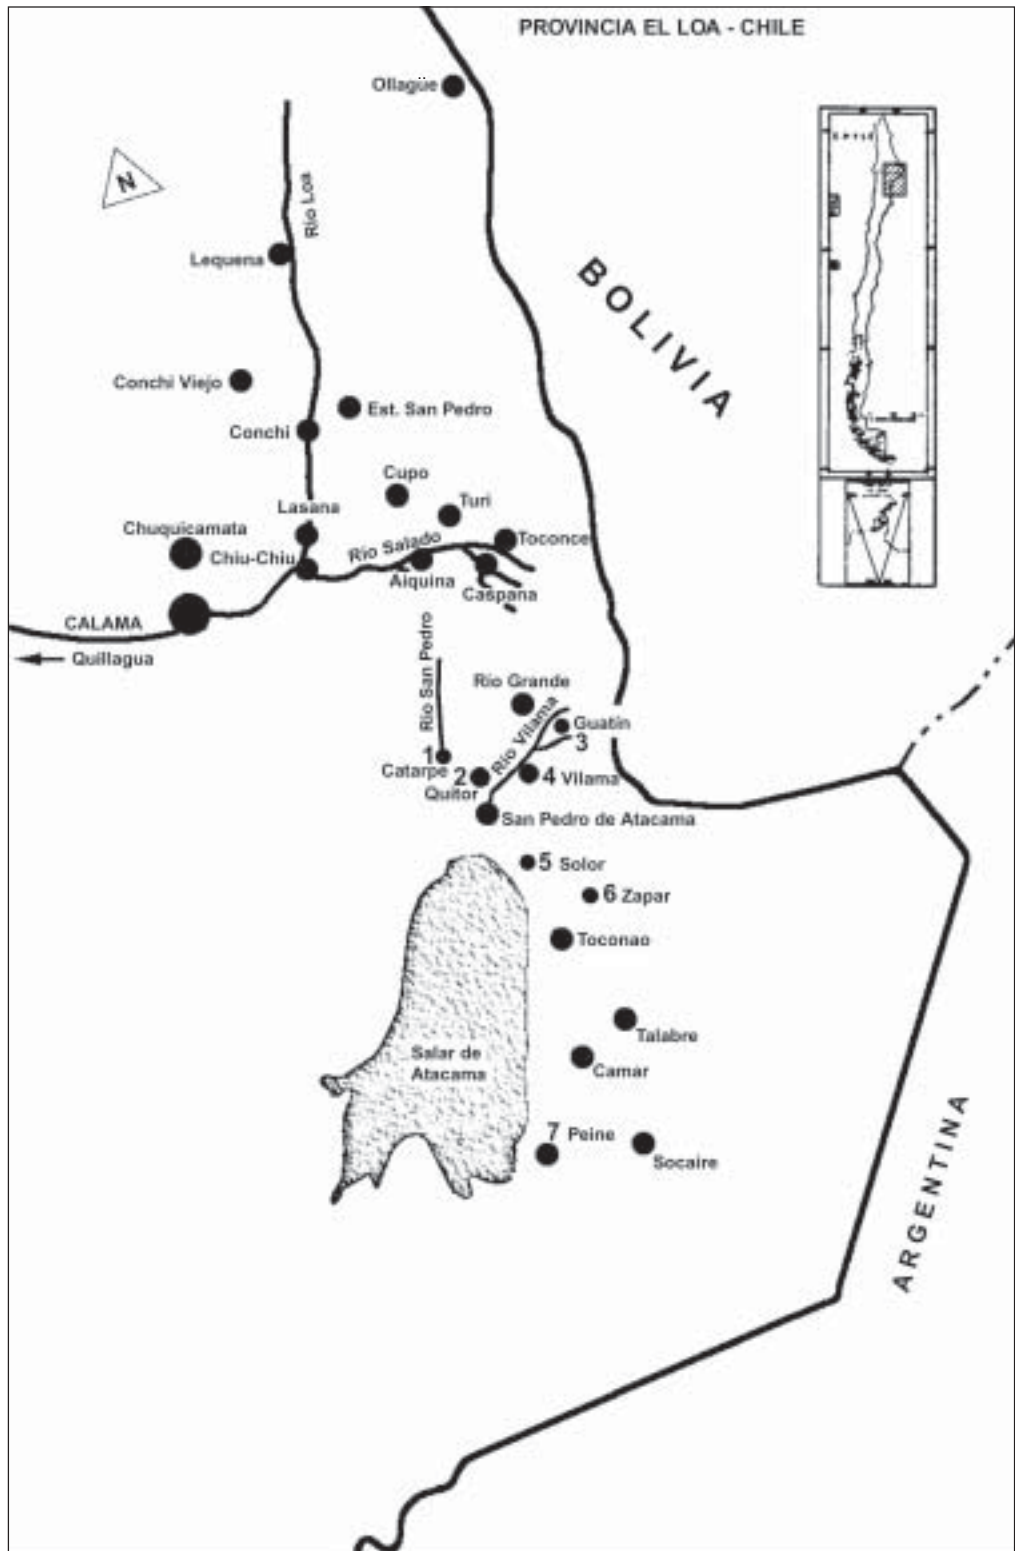 PROVINCIA EL LOA - CHILE
Ollagüe
CHILE
N
Río Loa
Lequena
BOLIVIA
Conchi Viejo
Est. San Pedro
Conchi
Cupo
Turi
Lasana
Chuquicamata
Río Salado
Toconce
Chiu-Chiu
Aiquina
Caspana
CALAMA
Quillagua
Río San Pedro
Río Grande
Río Vilama
Guatin
3
1
Catarpe
2
Quitor
4 Vilama
San Pedro de Atacama
5 Solor
6 Zapar
Toconao
Talabre
Salar de
Atacama
Camar
7 Peine
Socaire
ARGENTINA